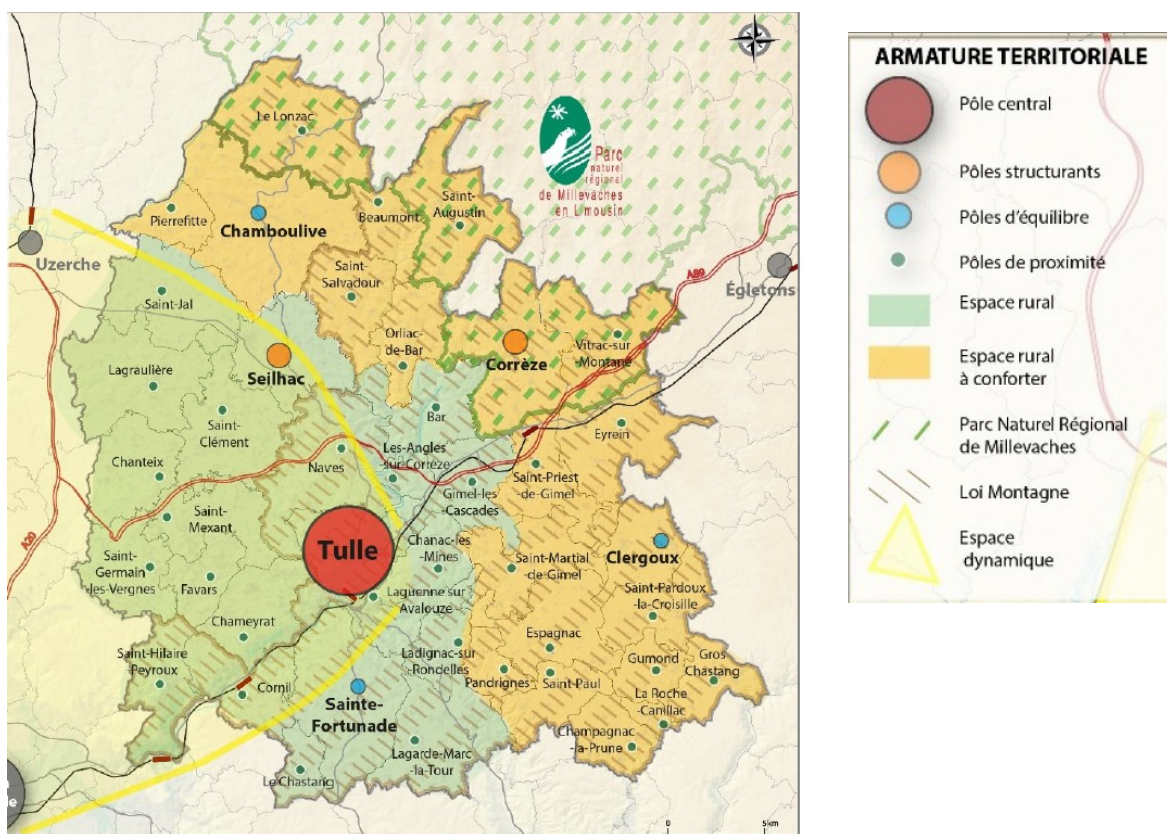 Le Lonzac
Parc
naturel
régional
de Millevaches
en Limousin
Pierrefitte
Chamboulive
Beaumont
Saint-
Augustin
Uzerche
Saint-
Salvadour
A89
Égletons
Saint-Jal
Orliac-
de-Bar
Corrèze
Vitrac-sur
-Montane
Seilhac
Lagraulière
Saint-
Clément
Bar
Eyrein
Les-Angles
-sur-Corrèze
Naves
Chanteix
Saint-Priest
-de-Gimel
Gimel-les
-Cascades
Saint-
Mexant
A20
Tulle
Chanac-les
-Mines
Clergoux
Saint-
Germain
-les-Vergnes
Favars
Saint-Martial
-de-Gimel
Laguenne sur
Avalouze
Saint-Pardoux
-la-Croisille
Chameyrat
Espagnac
Saint-Hilaire
Peyroux
Ladignac-sur
-Rondelles
Gumond
Gros
Chastang
Cornil
Pandrignes
Saint-Paul
La Roche
-Canillac
Sainte-
Fortunade
Champagnac
-la-Prune
Lagarde-Marc
-la-Tour
Le Chastang
0 5km
ARMATURE TERRITORIALE
Pôle central
Pôles structurants
Pôles d'équilibre
Pôles de proximité
Espace rural
Espace rural
à conforter
Parc Naturel Régional
de Millevaches
Loi Montagne
Espace
dynamique